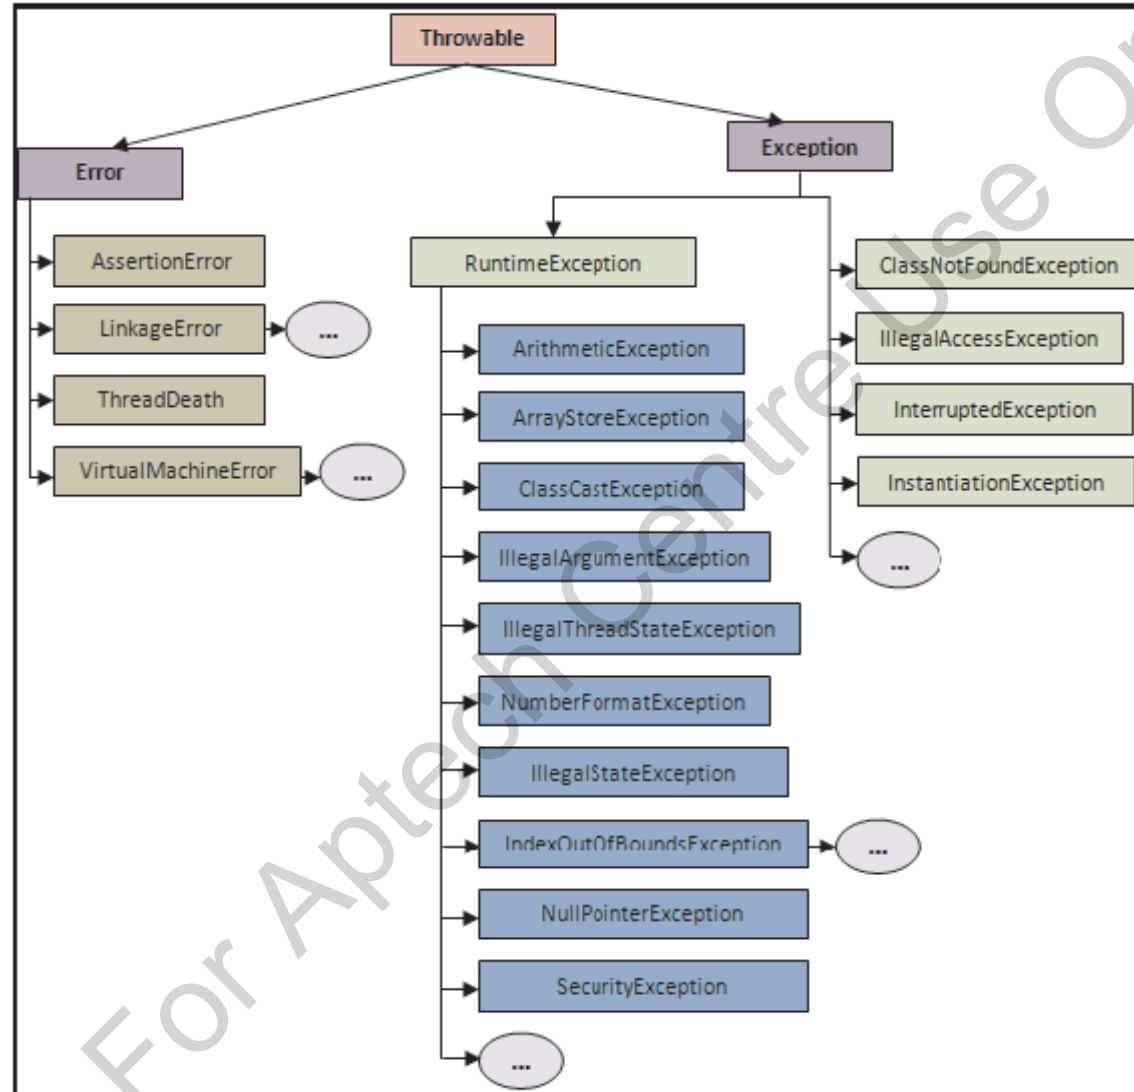 Throwable
Error
Exception
AssertionError
LinkageError
...
ThreadDeath
VirtualMachineError
...
RuntimeException
ArithmeticException
ArrayStoreException
ClassCastException
IllegalArgumentException
IllegalThreadStateException
NumberFormatException
IllegalStateException
IndexOutOfBoundsException
...
NullPointerException
SecurityException
...
ClassNotFoundException
IllegalAccessException
InterruptedException
InstantiationException
...
For Aptech Centre Use